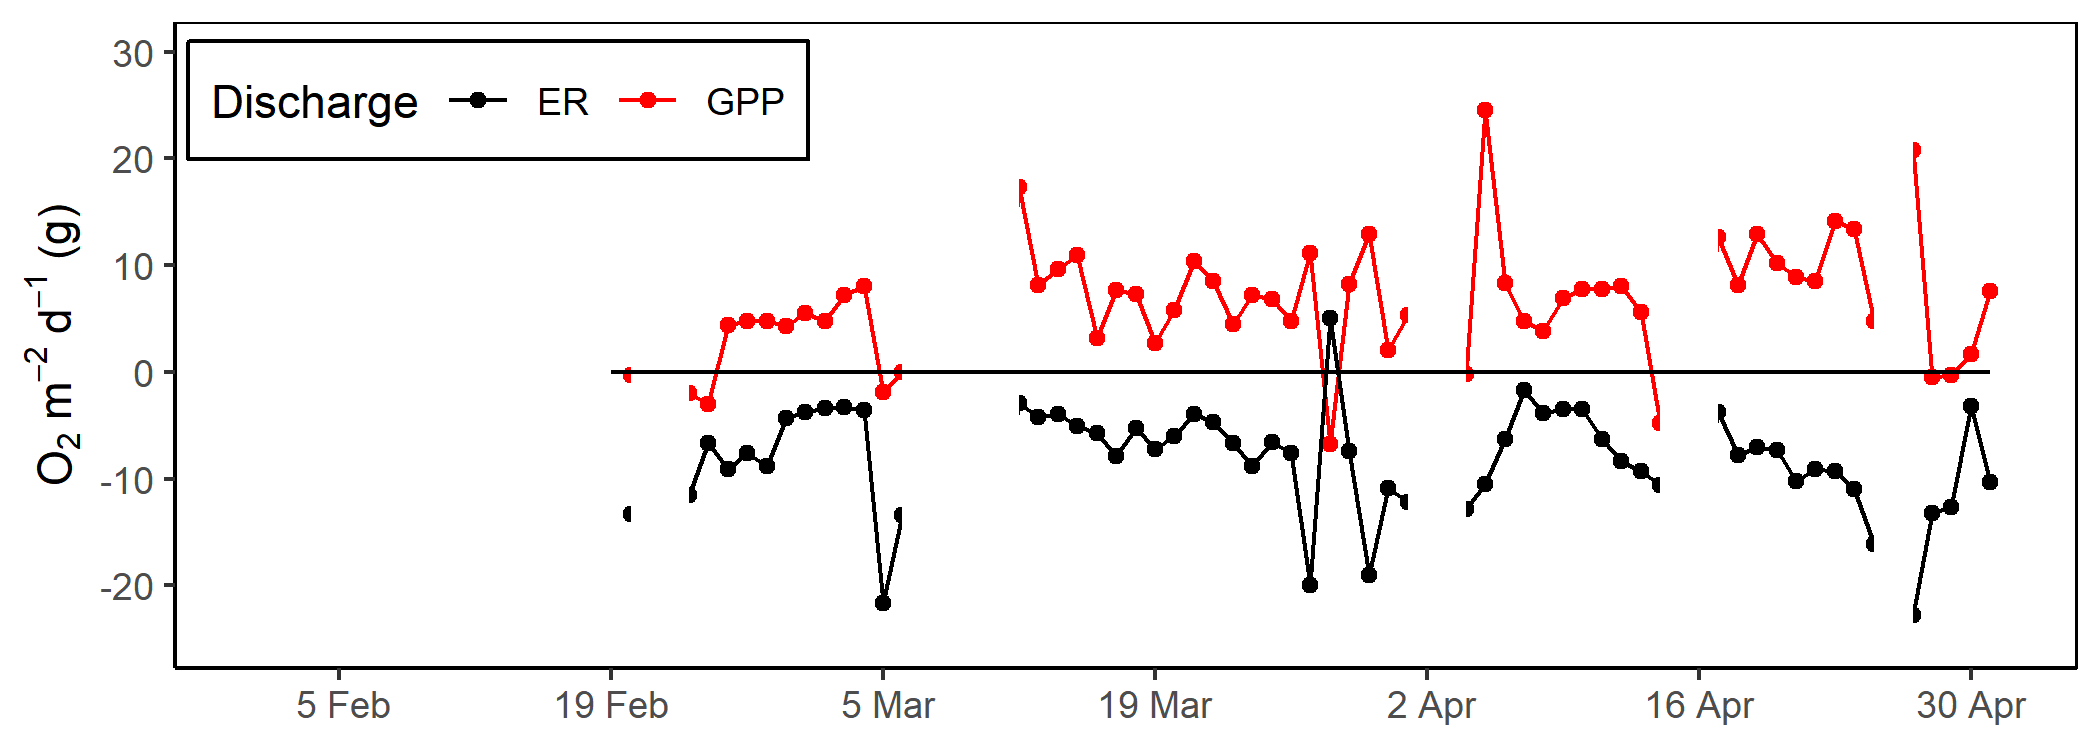 30
Discharge ER GPP
20
10
0
-10
-20
O₂ m⁻² d⁻¹ (g)
5 Feb 19 Feb 5 Mar 19 Mar 2 Apr 16 Apr 30 Apr